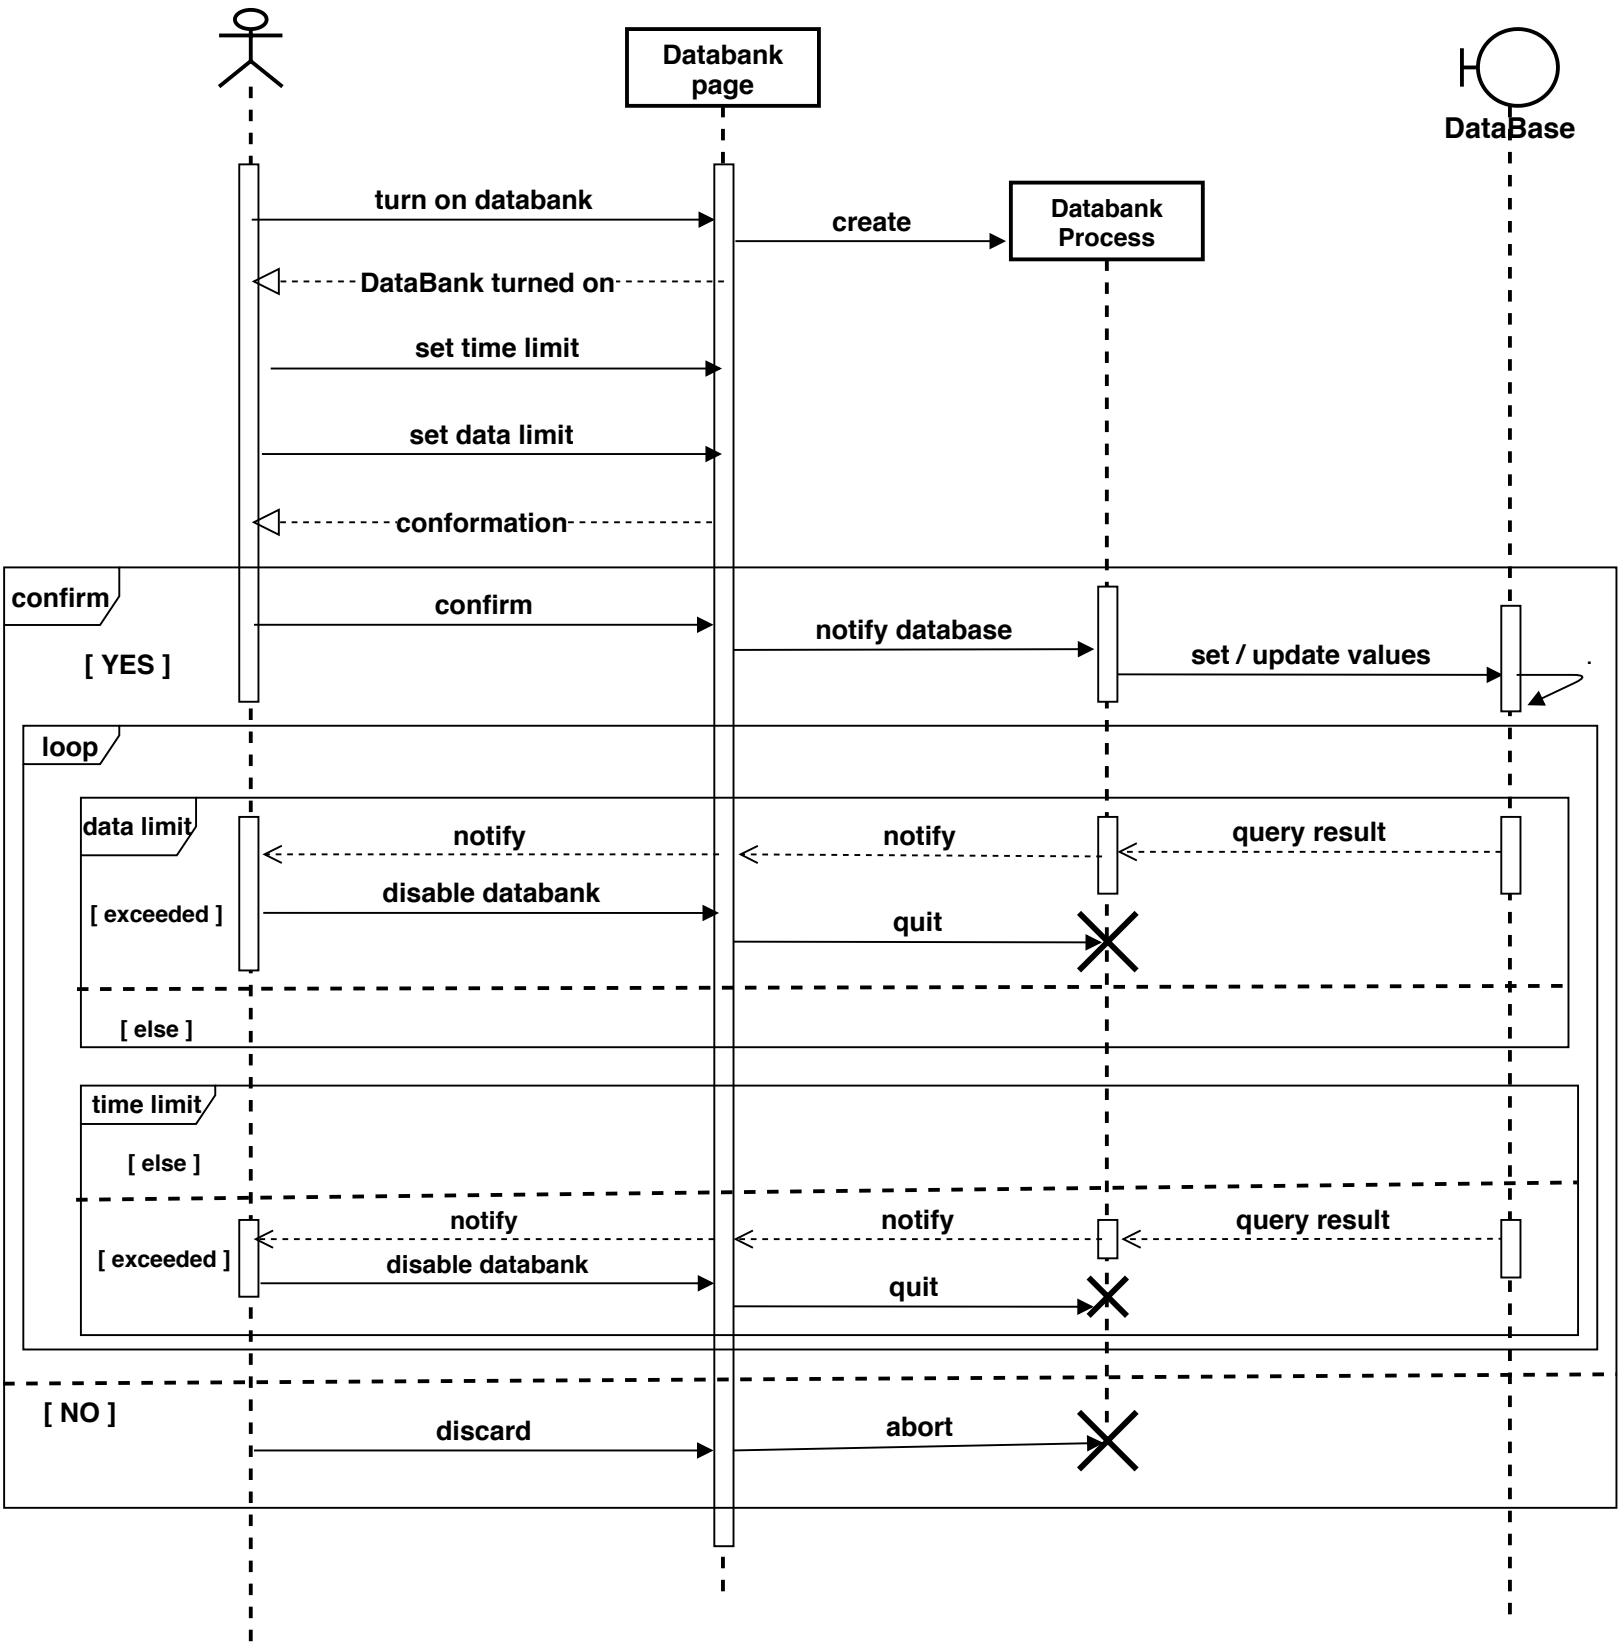 Databank
page
DataBase
turn on databank
create
Databank
Process
DataBank turned on
set time limit
set data limit
conformation
confirm
confirm
notify database
set / update values
.
[ YES ]
loop
data limit
notify
notify
query result
disable databank
[ exceeded ]
quit
[ else ]
time limit
[ else ]
notify
notify
query result
[ exceeded ]
disable databank
quit
[ NO ]
discard
abort